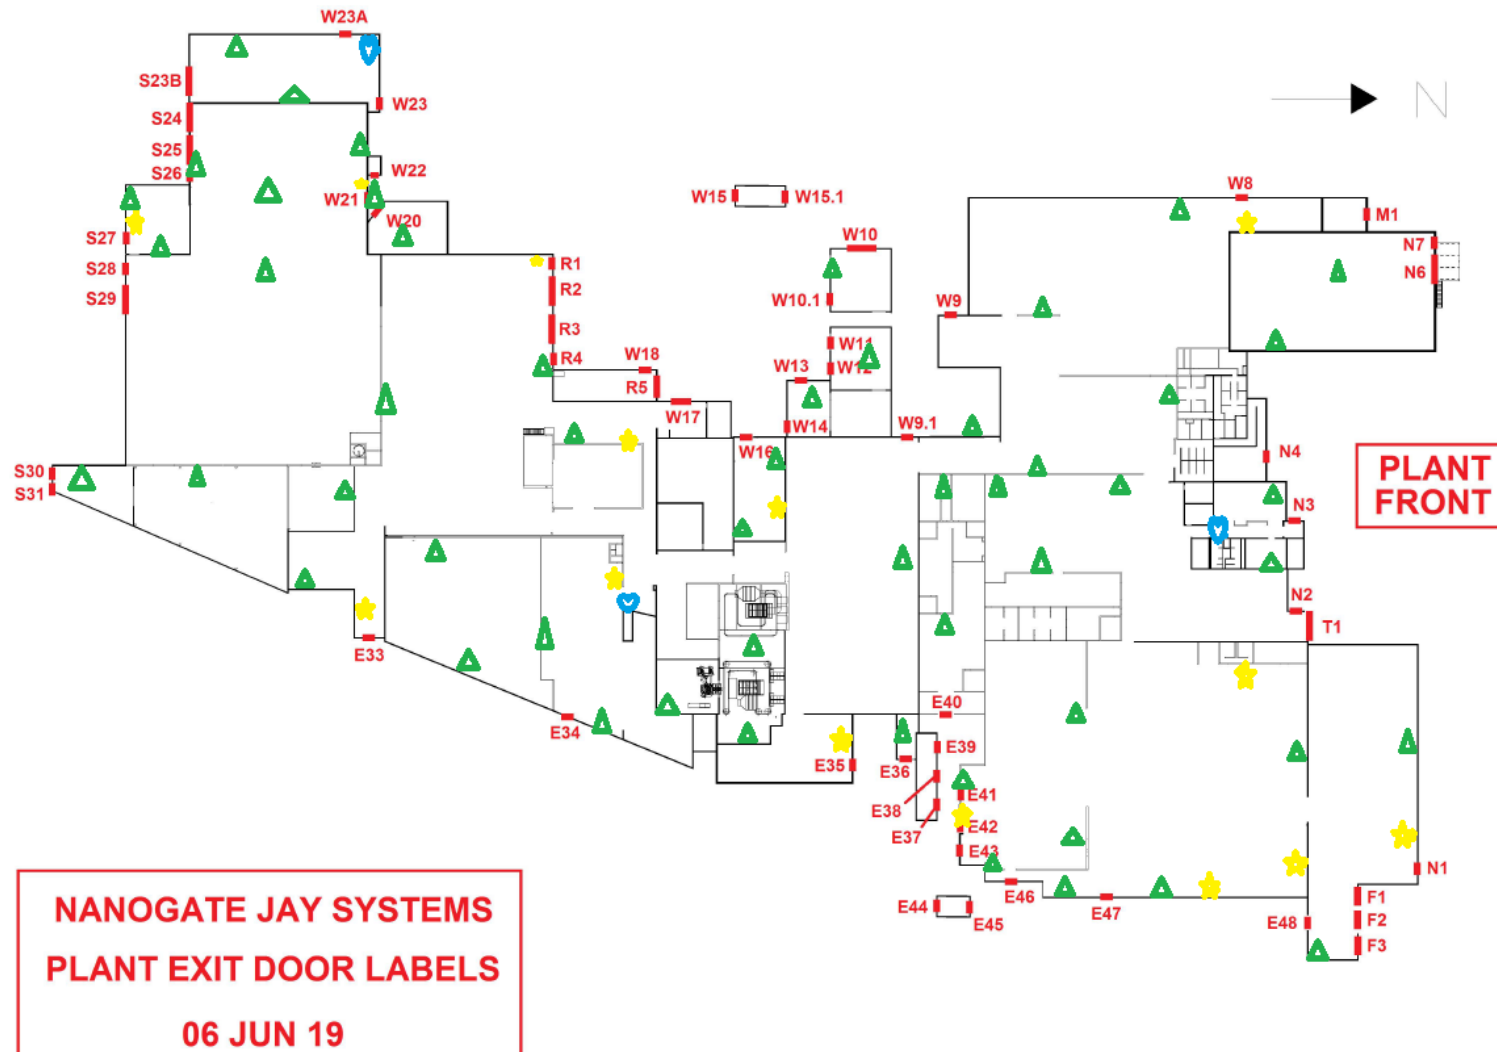 W23A
S23B
W23
S24
S25
S26
W22
W21
W20
W15
W15.1
W8
M1
N
S27
S28
S29
R1
R2
R3
R4
W10
W10.1
N7
N6
W9
W18
R5
W17
W13
W11
W12
W14
W16
W9.1
N4
PLANT
FRONT
S30
S31
N3
N2
T1
E33
E34
E35
E36
E40
E39
E38
E37
E41
E42
E43
E46
E47
E44
E45
E48
N1
F1
F2
F3
NANOGATE JAY SYSTEMS
PLANT EXIT DOOR LABELS
06 JUN 19